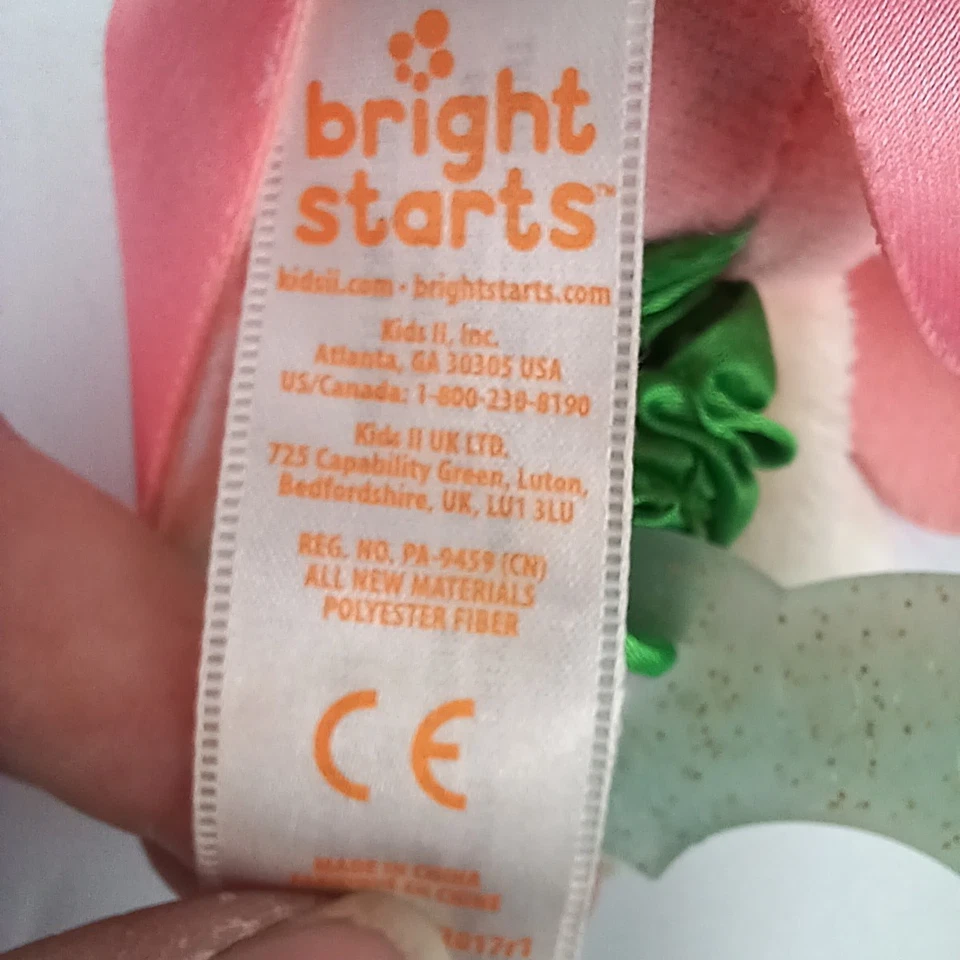 bright
starts™
kidsii.com • brightstarts.com
Kids II, Inc.
Atlanta, GA 30305 USA
US/Canada: 1-800-230-8190
Kids II UK LTD.
725 Capability Green, Luton,
Bedfordshire, UK, LU1 3LU
REG. NO. PA-9459 (CN)
ALL NEW MATERIALS
POLYESTER FIBER
CE
MADE IN CHINA